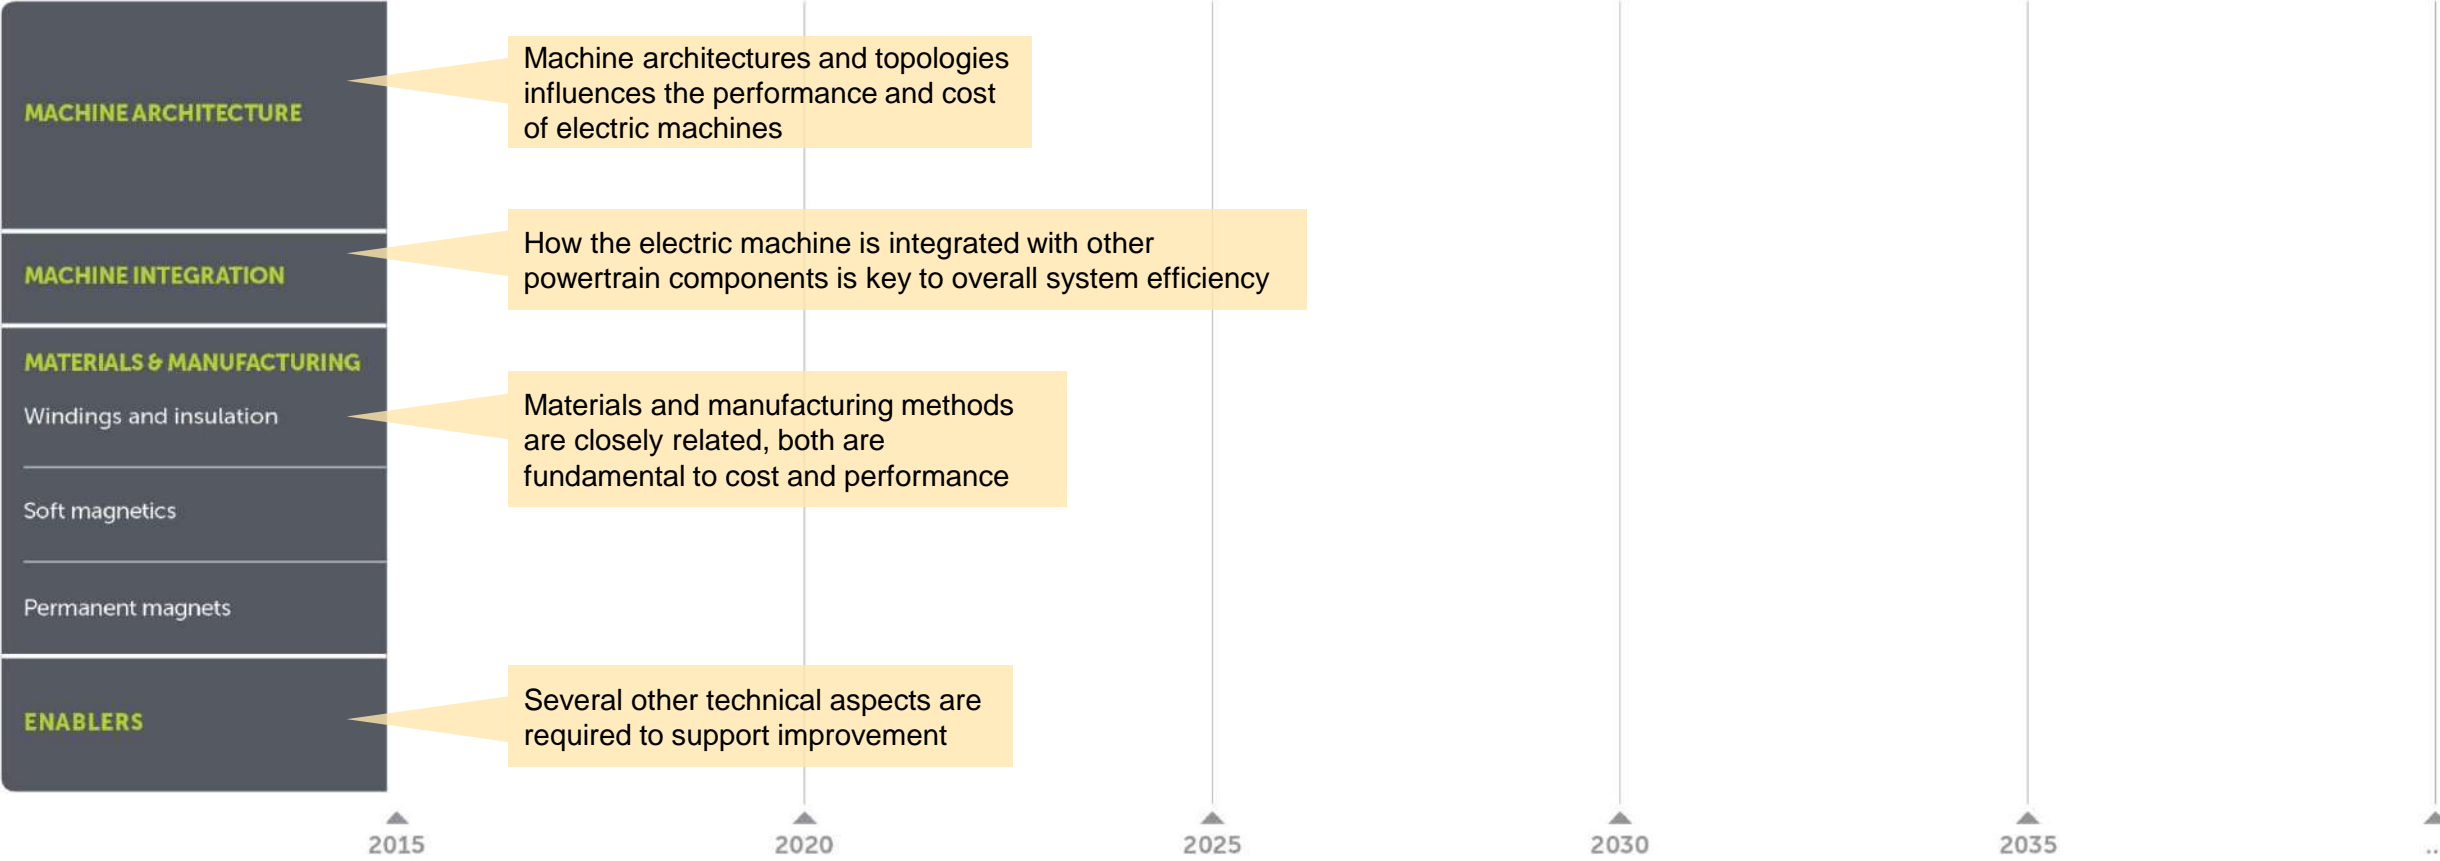 MACHINE ARCHITECTURE
Machine architectures and topologies
influences the performance and cost
of electric machines
MACHINE INTEGRATION
How the electric machine is integrated with other
powertrain components is key to overall system efficiency
MATERIALS & MANUFACTURING
Windings and insulation
Soft magnetics
Permanent magnets
Materials and manufacturing methods
are closely related, both are
fundamental to cost and performance
ENABLERS
Several other technical aspects are
required to support improvement
2015
2020
2025
2030
2035
..